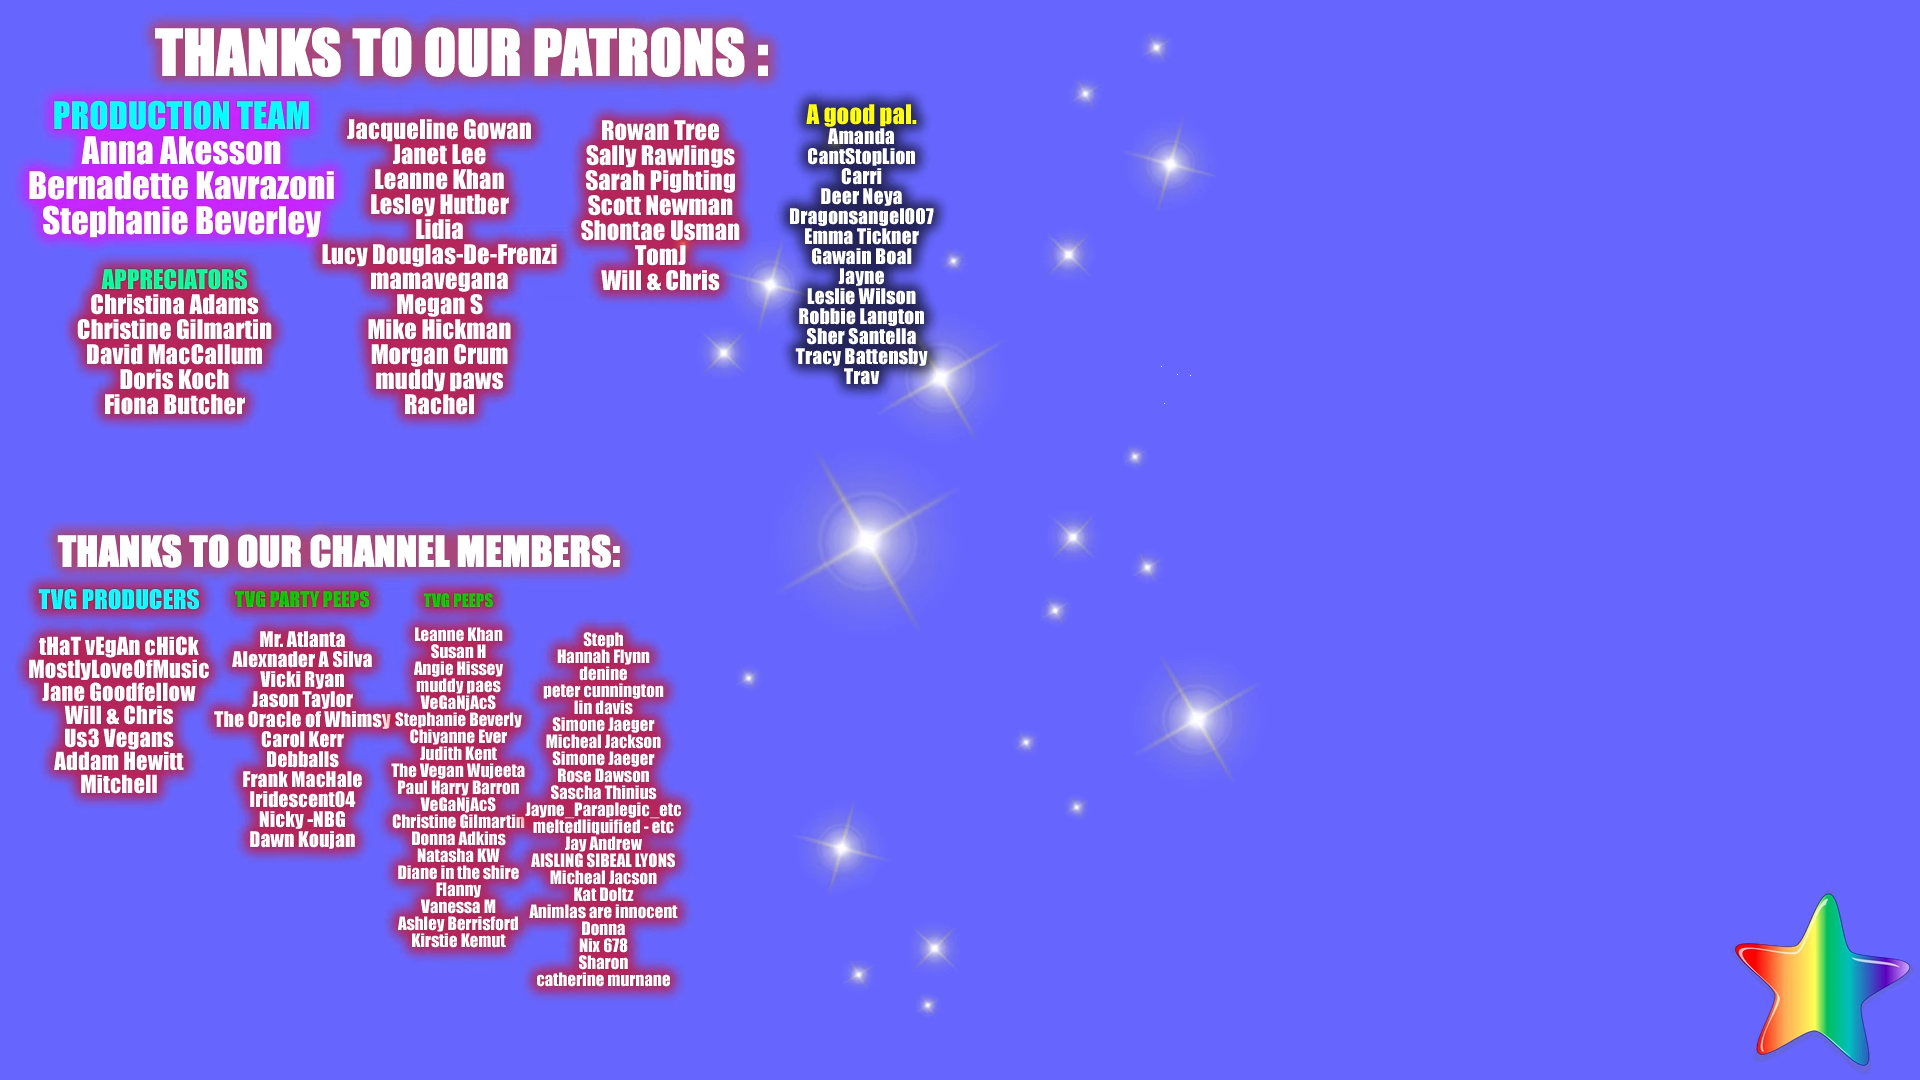 THANKS TO OUR PATRONS :
PRODUCTION TEAM
Anna Akesson
Bernadette Kavrazoni
Stephanie Beverley
APPRECIATORS
Christina Adams
Christine Gilmartin
David MacCallum
Doris Koch
Fiona Butcher
Jacqueline Gowan
Janet Lee
Leanne Khan
Lesley Hutber
Lidia
Lucy Douglas-De-Frenzi
mamavegana
Megan S
Mike Hickman
Morgan Crum
muddy paws
Rachel
Rowan Tree
Sally Rawlings
Sarah Pighting
Scott Newman
Shontae Usman
TomJ
Will & Chris
A good pal.
Amanda
CantStopLion
Carri
Deer Neya
Dragonsangel007
Emma Tickner
Gawain Boal
Jayne
Leslie Wilson
Robbie Langton
Sher Santella
Tracy Battensby
Trav
THANKS TO OUR CHANNEL MEMBERS:
TVG PRODUCERS
tHaT vEgAn cHiCk
MostlyLoveOfMusic
Jane Goodfellow
Will & Chris
Us3 Vegans
Addam Hewitt
Mitchell
TVG PARTY PEEPS
Mr. Atlanta
Alexnader A Silva
Vicki Ryan
Jason Taylor
The Oracle of Whimsy
Carol Kerr
Debballs
Frank MacHale
Iridescent04
Nicky -NBG
Dawn Koujan
TVG PEEPS
Leanne Khan
Susan H
Angie Hissey
muddy paes
VeGaNjAcS
Stephanie Beverly
Chiyanne Ever
Judith Kent
The Vegan Wujeeta
Paul Harry Barron
VeGaNjAcS
Christine Gilmartin
Donna Adkins
Natasha KW
Diane in the shire
Flanny
Vanessa M
Ashley Berrisford
Kirstie Kemut
Steph
Hannah Flynn
denine
peter cunnington
lin davis
Simone Jaeger
Micheal Jackson
Simone Jaeger
Rose Dawson
Sascha Thinius
Jayne_Paraplegic_etc
meltedliquified - etc
Jay Andrew
AISLING SIBEAL LYONS
Micheal Jacson
Kat Doltz
Animlas are innocent
Donna
Nix 678
Sharon
catherine murnane